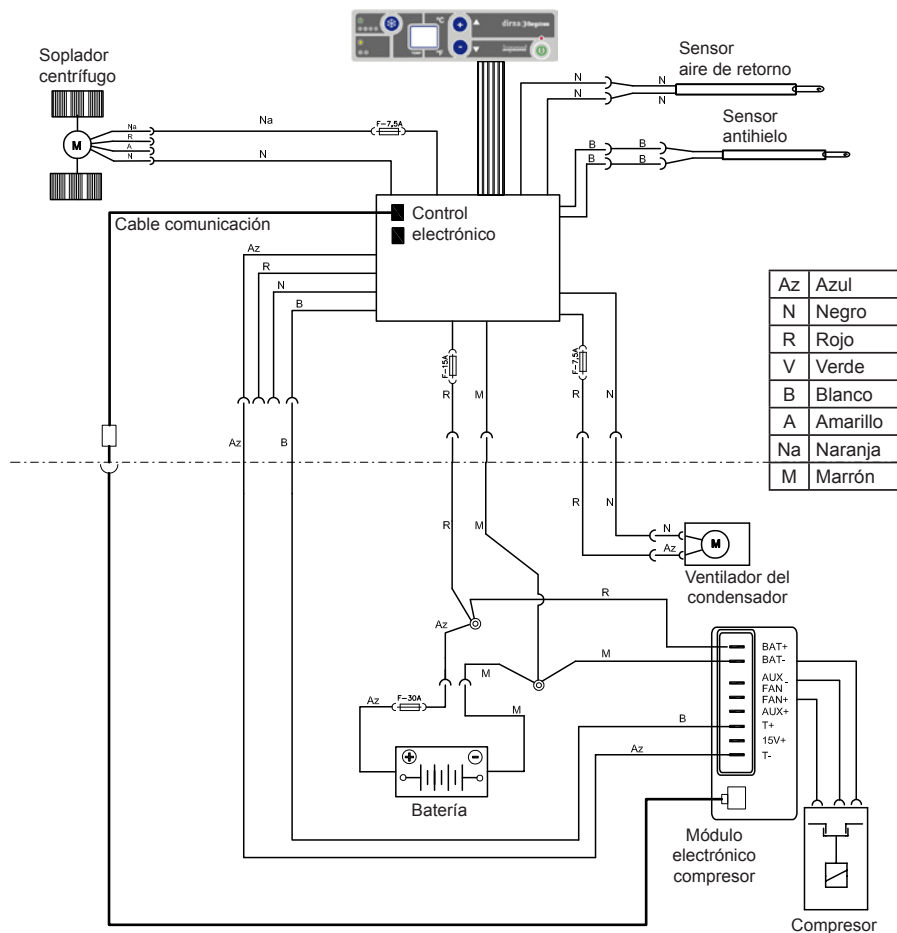 °C
dirna Bergstrom
°F
Soplador
centrífugo
Sensor
aire de retorno
N
N
N
N
Sensor
antihielo
B
B
B
B
M
Na
R
A
N
Na
F-7,5A
N
Cable comunicación
Control
electrónico
Az
R
N
B
F-15A
R
M
F-7,5A
R
N
Az
B
R
M
R
N
Az Azul
N Negro
R Rojo
V Verde
B Blanco
A Amarillo
Na Naranja
M Marrón
N
Az
M
Ventilador del
condensador
R
Az
M
M
Az
F-30A
M
B
Az
Batería
BAT+
BAT-
AUX -
FAN
FAN+
AUX+
T+
15V+
T-
Módulo
electrónico
compresor
Compresor